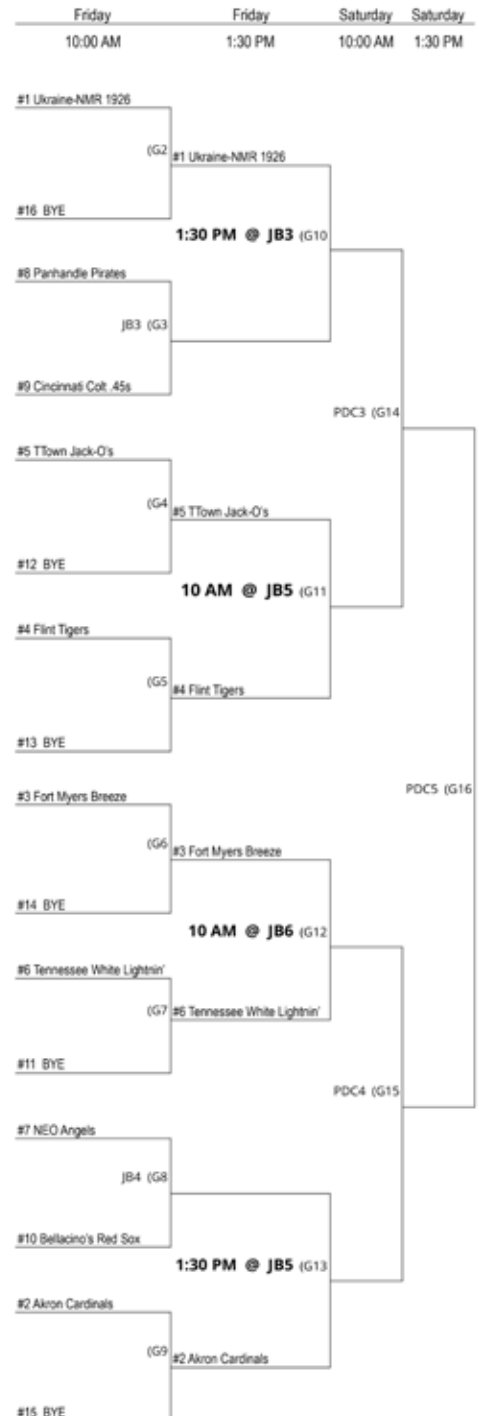 Friday Friday Saturday Saturday
10:00 AM 1:30 PM 10:00 AM 1:30 PM
#1 Ukraine-NMR 1926
(G2
#1 Ukraine-NMR 1926
#16 BYE
1:30 PM @ JB3 (G10
#8 Panhandle Pirates
JB3 (G3
#9 Cincinnati Colt .45s
PDC3 (G14
#5 TTown Jack-O's
(G4
#5 TTown Jack-O's
#12 BYE
10 AM @ JB5 (G11
#4 Flint Tigers
(G5
#4 Flint Tigers
#13 BYE
PDC5 (G16
#3 Fort Myers Breeze
(G6
#3 Fort Myers Breeze
#14 BYE
10 AM @ JB6 (G12
#6 Tennessee White Lightnin'
(G7
#6 Tennessee White Lightnin'
#11 BYE
PDC4 (G15
#7 NEO Angels
JB4 (G8
#10 Bellacino's Red Sox
1:30 PM @ JB5 (G13
#2 Akron Cardinals
(G9
#2 Akron Cardinals
#15 BYE